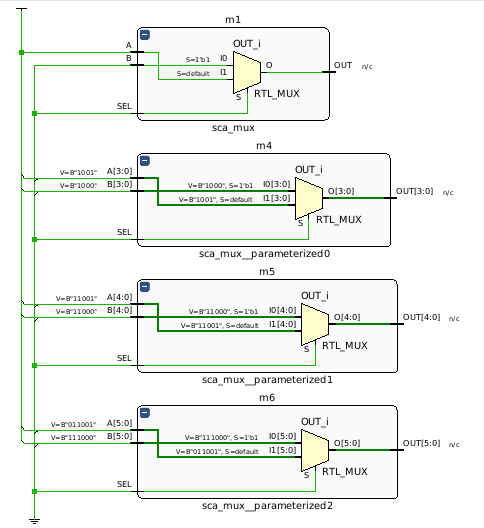 m1
A
B
OUT_i
S=1'b1 I0
S=default I1
O
OUT n/c
S
RTL_MUX
SEL
sca_mux
m4
OUT_i
V=B"1001" A[3:0]
V=B"1000" B[3:0]
V=B"1000", S=1'b1 I0[3:0]
V=B"1001", S=default I1[3:0]
O[3:0]
OUT[3:0] n/c
S
RTL_MUX
SEL
sca_mux__parameterized0
m5
OUT_i
V=B"11001" A[4:0]
V=B"11000" B[4:0]
V=B"11000", S=1'b1 I0[4:0]
V=B"11001", S=default I1[4:0]
O[4:0]
OUT[4:0] n/c
S
RTL_MUX
SEL
sca_mux__parameterized1
m6
OUT_i
V=B"011001" A[5:0]
V=B"111000" B[5:0]
V=B"111000", S=1'b1 I0[5:0]
V=B"011001", S=default I1[5:0]
O[5:0]
OUT[5:0] n/c
S
RTL_MUX
SEL
sca_mux__parameterized2